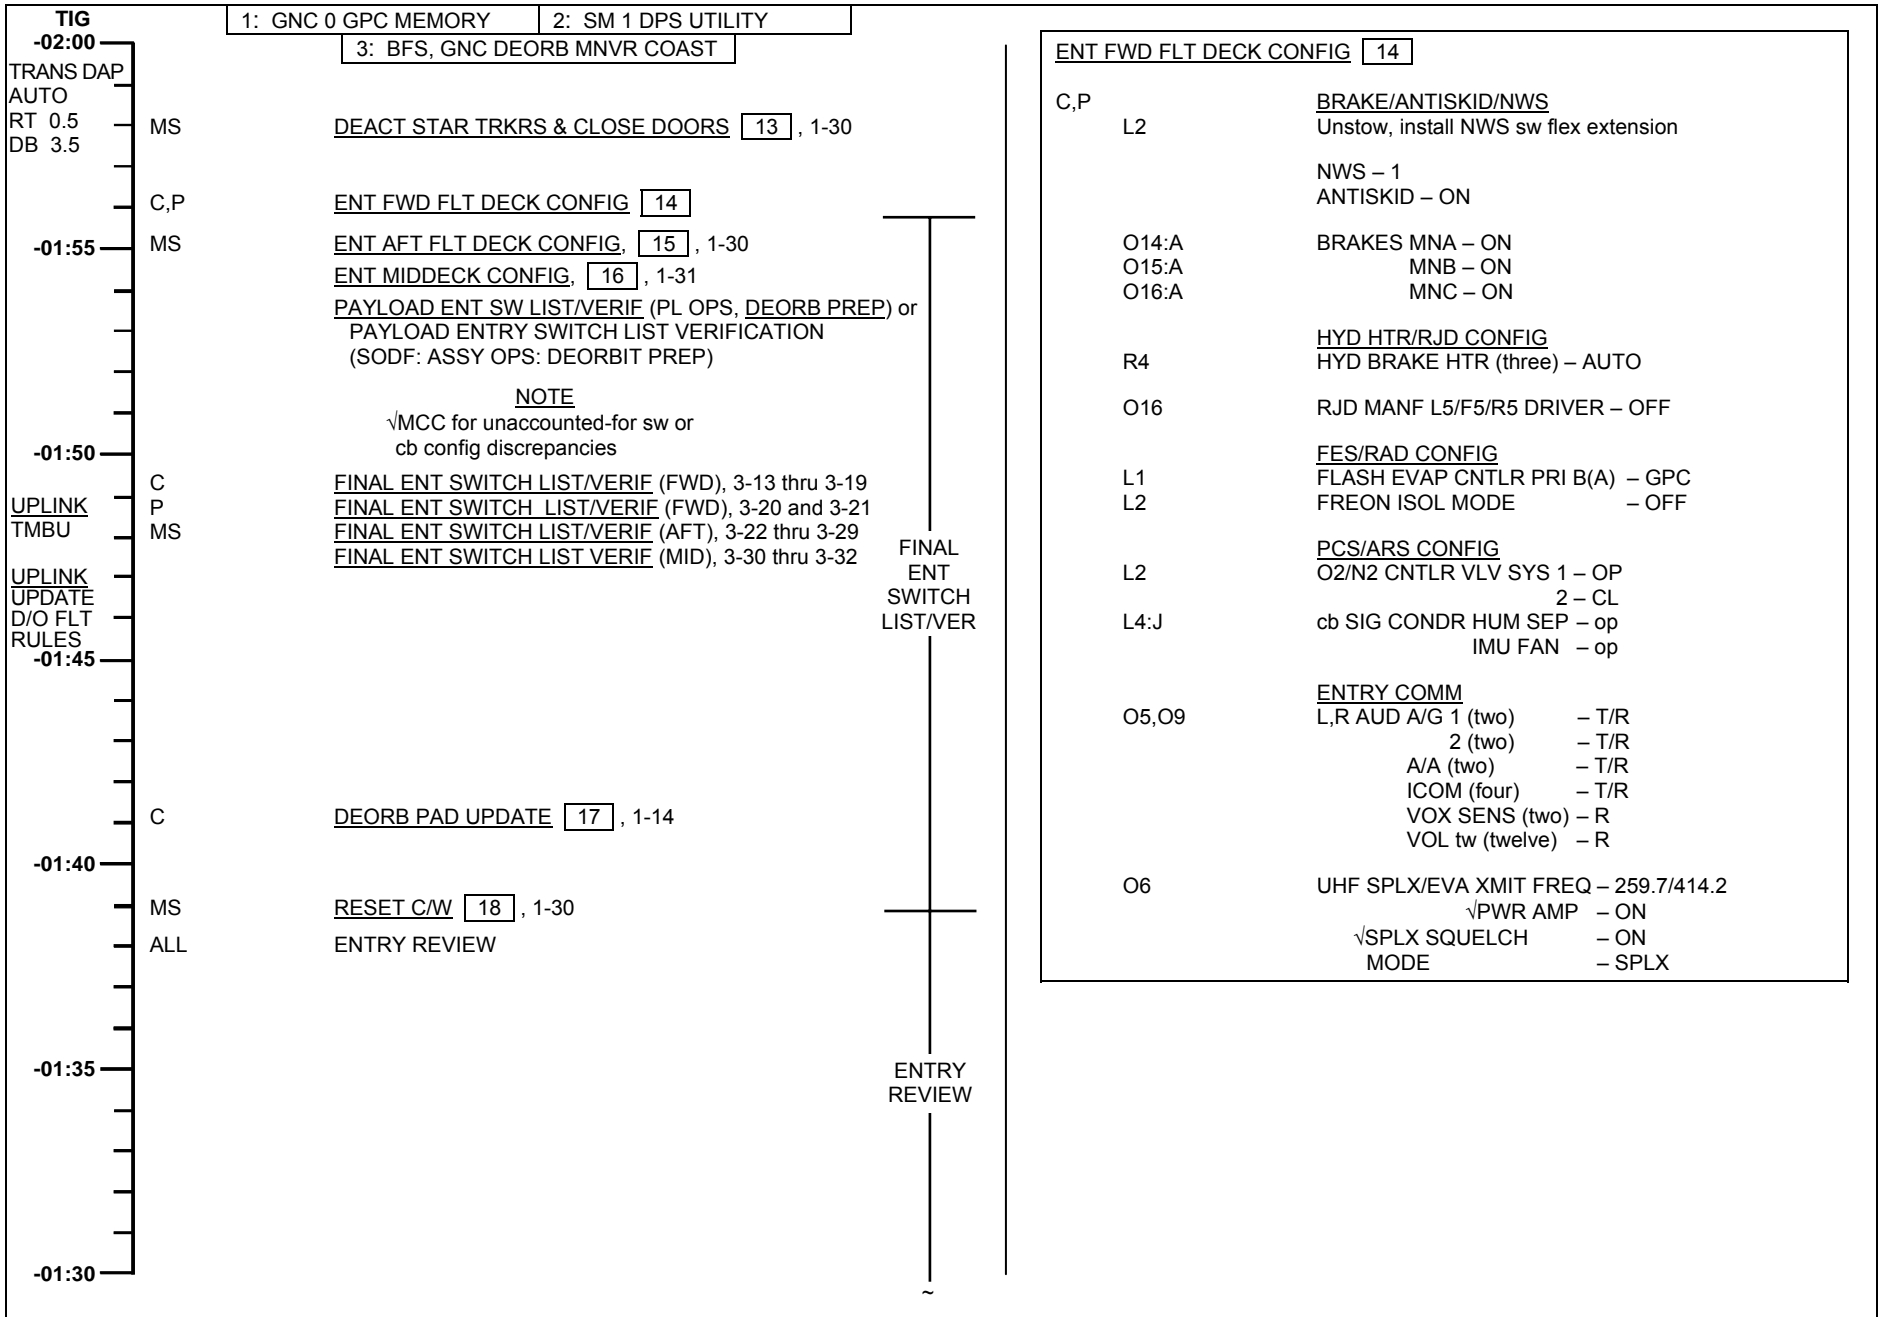 TIG
1: GNC 0 GPC MEMORY 2: SM 1 DPS UTILITY
3: BFS, GNC DEORB MNVR COAST
-02:00
TRANS DAP
AUTO
RT 0.5
DB 3.5
MS DEACT STAR TRKRS & CLOSE DOORS 13 , 1-30
C,P ENT FWD FLT DECK CONFIG 14
-01:55
MS ENT AFT FLT DECK CONFIG, 15 , 1-30
ENT MIDDECK CONFIG, 16 , 1-31
PAYLOAD ENT SW LIST/VERIF (PL OPS, DEORB PREP) or
PAYLOAD ENTRY SWITCH LIST VERIFICATION
(SODF: ASSY OPS: DEORBIT PREP)
NOTE
√MCC for unaccounted-for sw or
cb config discrepancies
-01:50
C FINAL ENT SWITCH LIST/VERIF (FWD), 3-13 thru 3-19
P FINAL ENT SWITCH LIST/VERIF (FWD), 3-20 and 3-21
MS FINAL ENT SWITCH LIST/VERIF (AFT), 3-22 thru 3-29
FINAL ENT SWITCH LIST VERIF (MID), 3-30 thru 3-32
UPLINK
TMBU
UPLINK
UPDATE
D/O FLT
RULES
-01:45
FINAL
ENT
SWITCH
LIST/VER
C DEORB PAD UPDATE 17 , 1-14
-01:40
MS RESET C/W 18 , 1-30
ALL ENTRY REVIEW
-01:35
ENTRY
REVIEW
-01:30
~
ENT FWD FLT DECK CONFIG 14
C,P BRAKE/ANTISKID/NWS
L2 Unstow, install NWS sw flex extension
NWS – 1
ANTISKID – ON
O14:A BRAKES MNA – ON
O15:A MNB – ON
O16:A MNC – ON
HYD HTR/RJD CONFIG
R4 HYD BRAKE HTR (three) – AUTO
O16 RJD MANF L5/F5/R5 DRIVER – OFF
FES/RAD CONFIG
L1 FLASH EVAP CNTLR PRI B(A) – GPC
L2 FREON ISOL MODE – OFF
PCS/ARS CONFIG
L2 O2/N2 CNTLR VLV SYS 1 – OP
2 – CL
L4:J cb SIG CONDR HUM SEP – op
IMU FAN – op
ENTRY COMM
O5,O9 L,R AUD A/G 1 (two) – T/R
2 (two) – T/R
A/A (two) – T/R
ICOM (four) – T/R
VOX SENS (two) – R
VOL tw (twelve) – R
O6 UHF SPLX/EVA XMIT FREQ – 259.7/414.2
√PWR AMP – ON
√SPLX SQUELCH – ON
MODE – SPLX